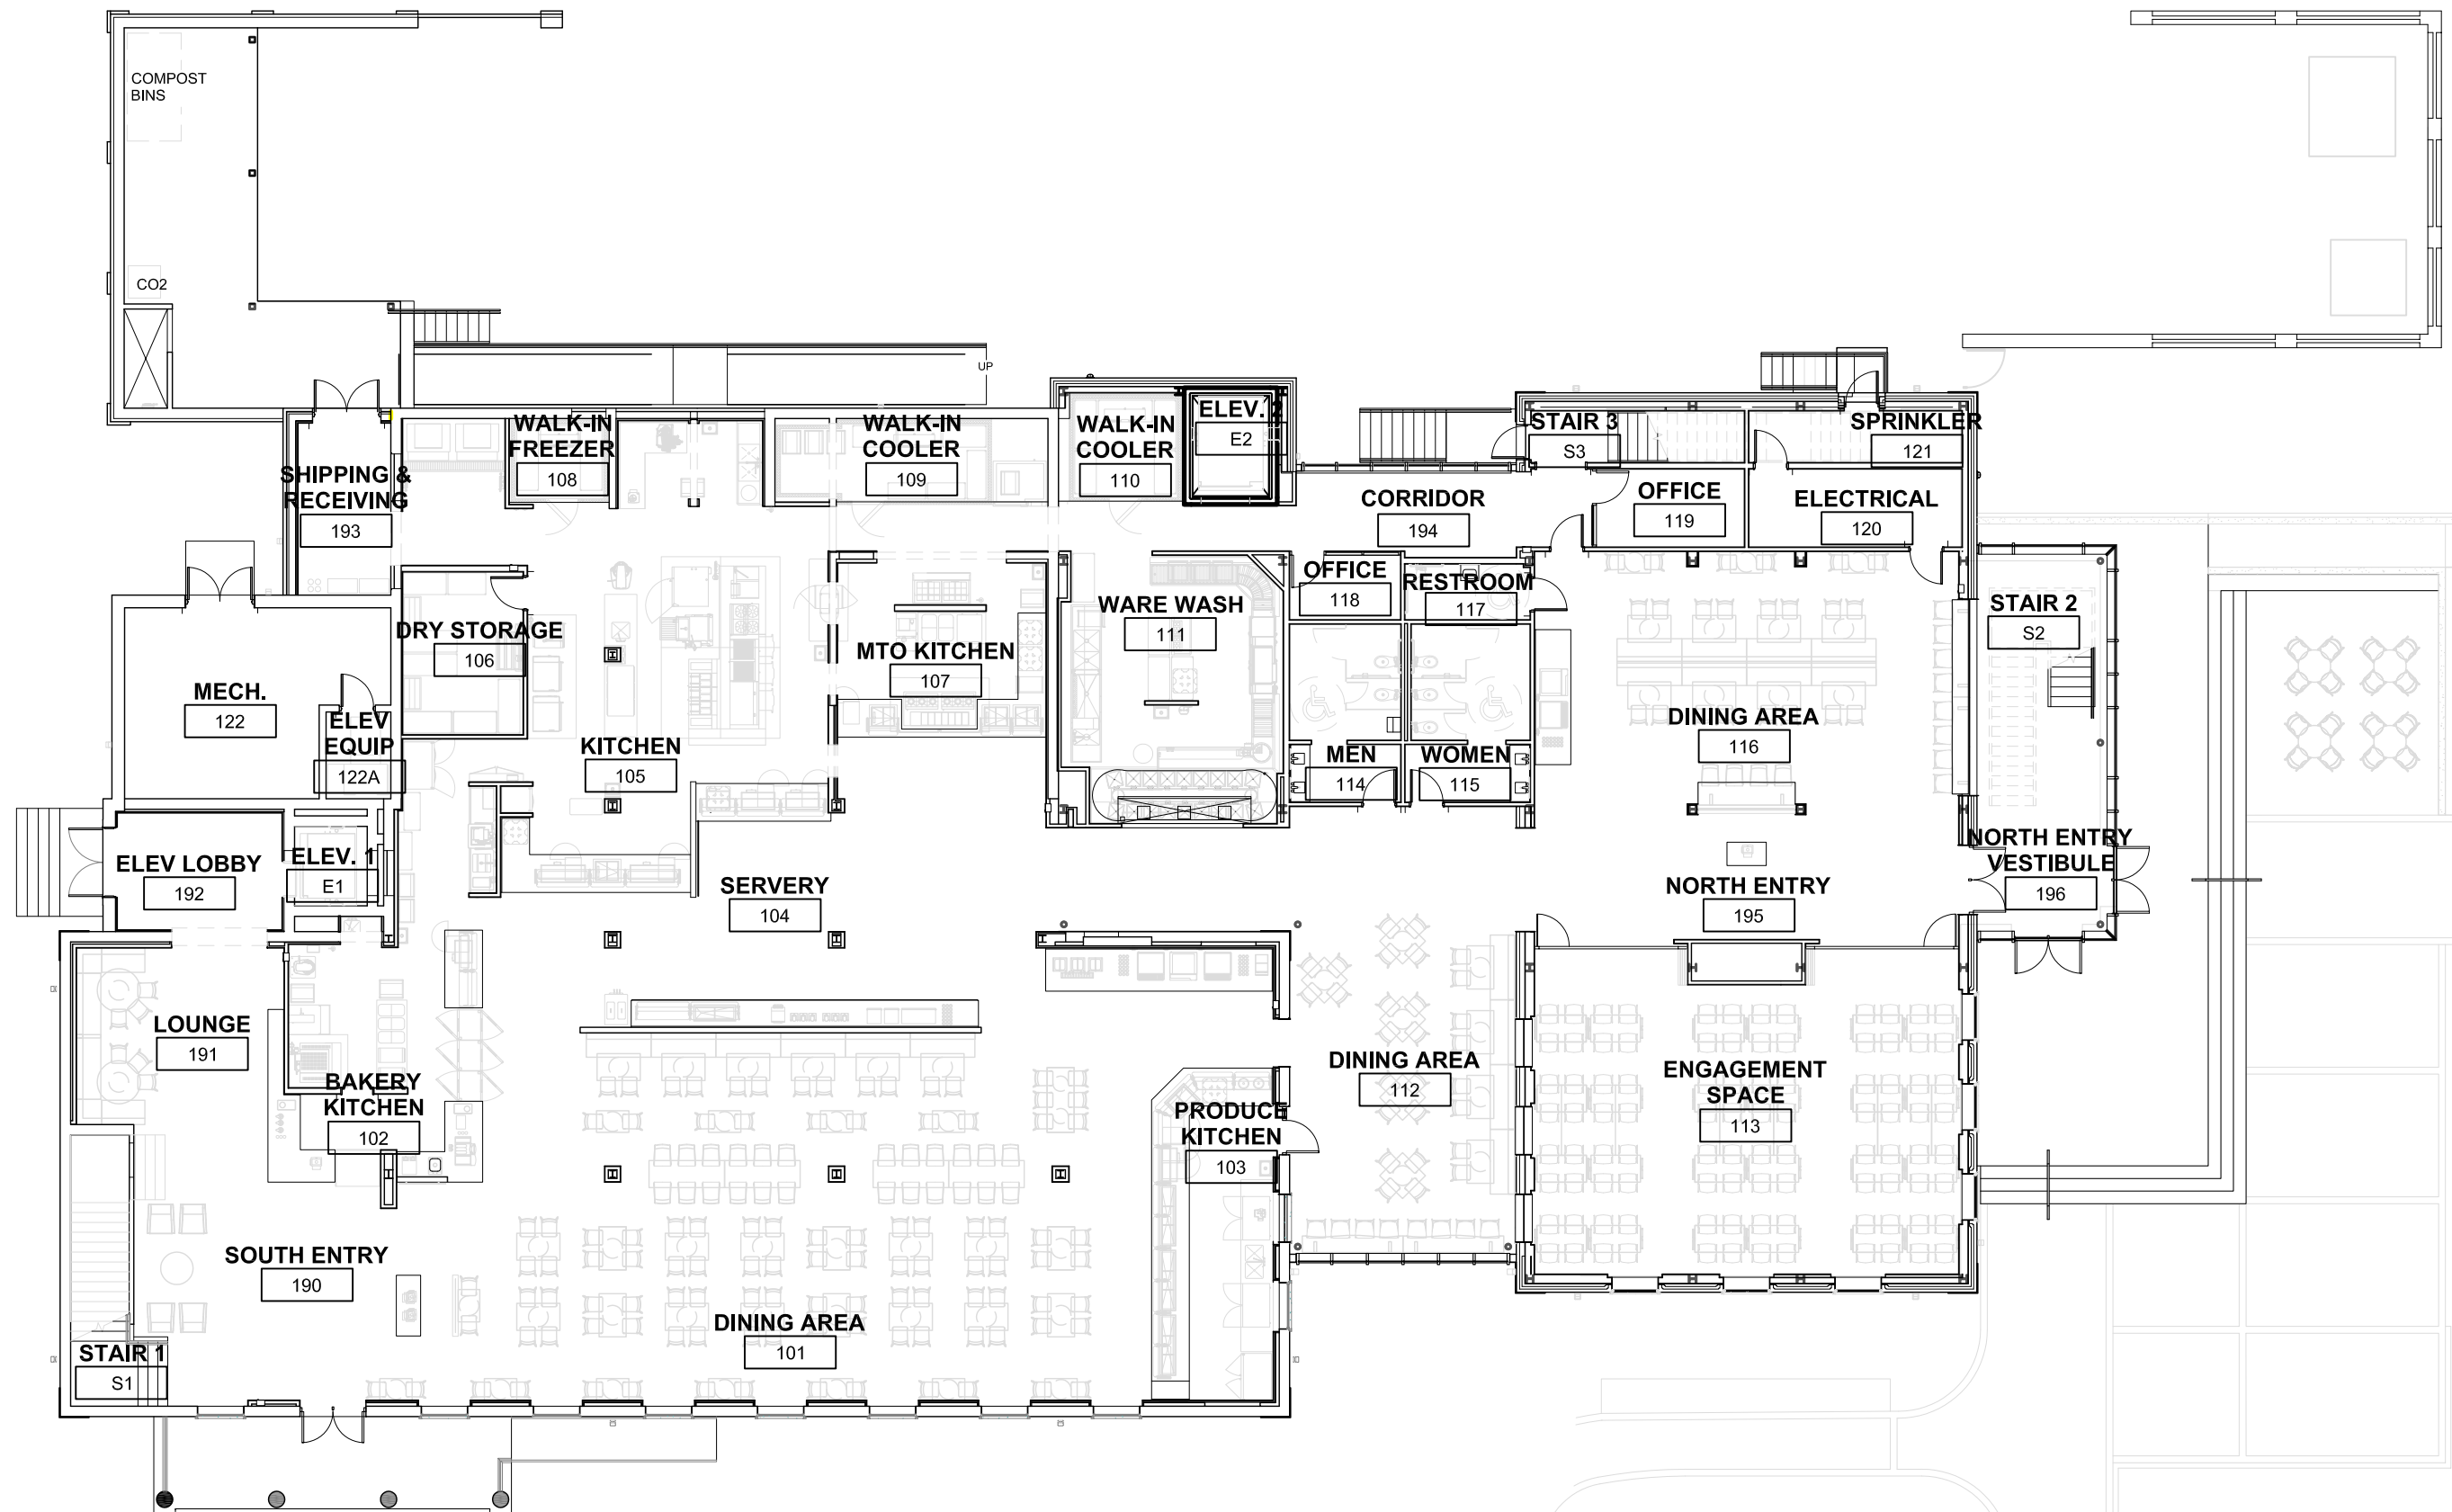 COMPOST
BINS
CO2
UP
WALK-IN
FREEZER
108
WALK-IN
COOLER
109
WALK-IN
COOLER
110
ELEV. 2
E2
STAIR 3
S3
SPRINKLER
121
SHIPPING &
RECEIVING
193
CORRIDOR
194
OFFICE
119
ELECTRICAL
120
OFFICE
118
RESTROOM
117
WARE WASH
111
STAIR 2
S2
DRY STORAGE
106
MTO KITCHEN
107
MECH.
122
ELEV
EQUIP
122A
KITCHEN
105
MEN
114
WOMEN
115
DINING AREA
116
ELEV LOBBY
192
ELEV. 1
E1
SERVERY
104
NORTH ENTRY
195
NORTH ENTRY
VESTIBULE
196
LOUNGE
191
BAKERY
KITCHEN
102
PRODUCE
KITCHEN
103
DINING AREA
112
ENGAGEMENT
SPACE
113
SOUTH ENTRY
190
DINING AREA
101
STAIR 1
S1